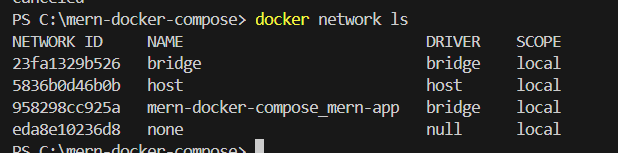 canceled
PS C:\mern-docker-compose> docker network ls
NETWORK ID     NAME                           DRIVER    SCOPE
23fa1329b526   bridge                         bridge    local
5836b0d46b0b   host                           host      local
958298cc925a   mern-docker-compose_mern-app   bridge    local
eda8e10236d8   none                           null      local
PS C:\mern-docker-compose>